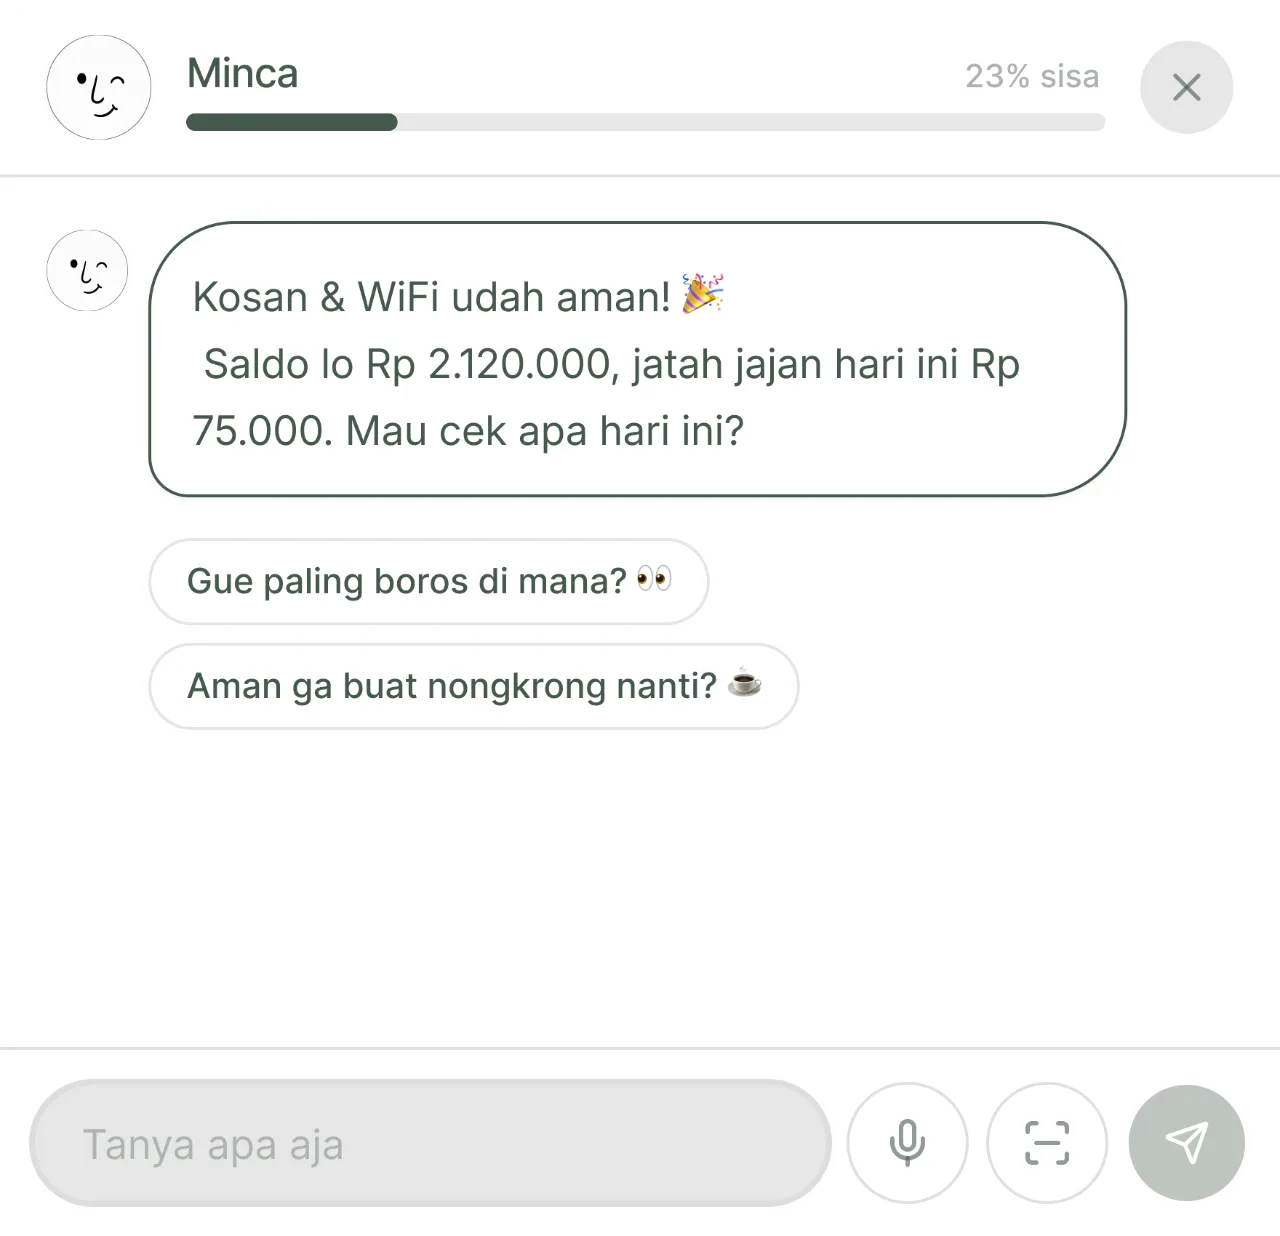 Minca
23% sisa
Kosan & WiFi udah aman! 🎉
Saldo lo Rp 2.120.000, jatah jajan hari ini Rp
75.000. Mau cek apa hari ini?
Gue paling boros di mana? 👀
Aman ga buat nongkrong nanti? ☕
Tanya apa aja